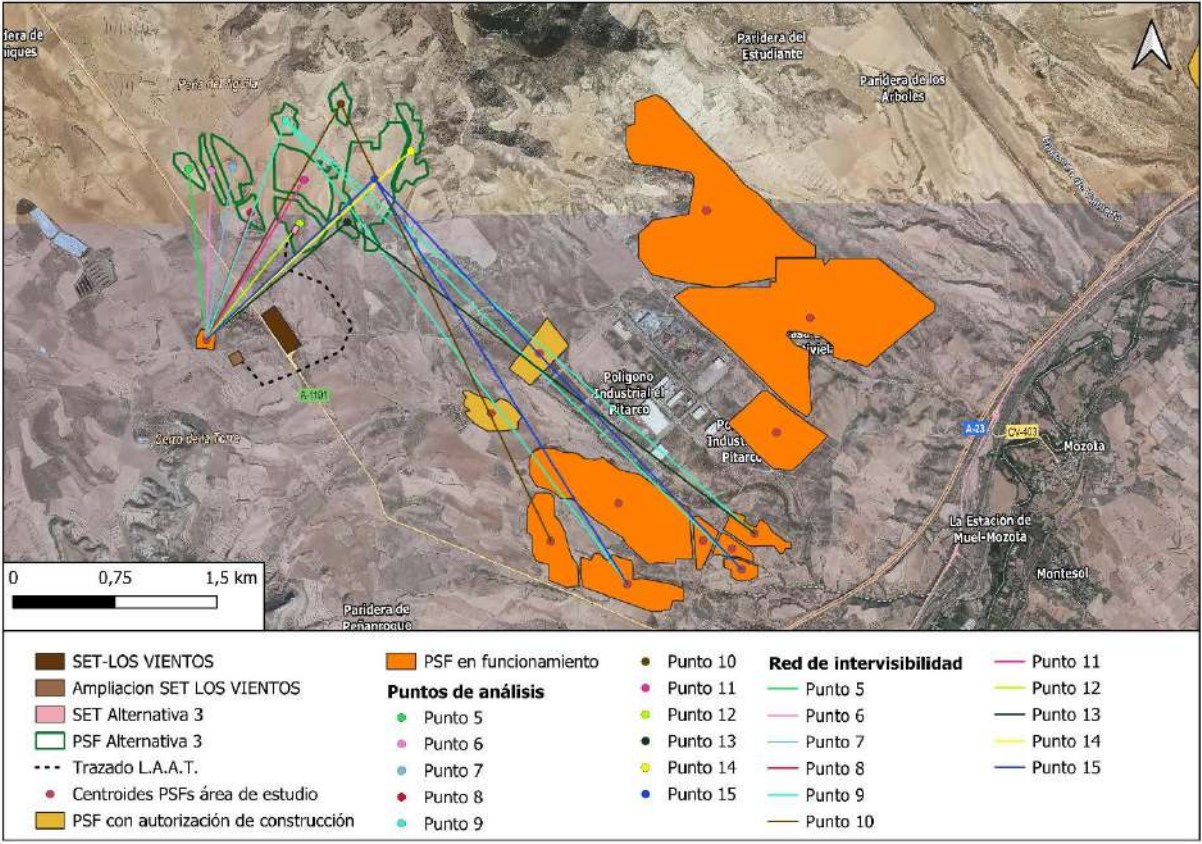 Paridera del
Estudiante
Paridera de los
Árboles
Peña del Águila
Polígono
Industrial el
Pitarco
Indust
Pitarco
A-1101
Cerro de la Torre
A-23
CV-403
Mozota
La Estación de
Muel-Mozota
Montesol
Paridera de
Peñarroque
0 0,75 1,5 km
SET-LOS VIENTOS
Ampliacion SET LOS VIENTOS
SET Alternativa 3
PSF Alternativa 3
Trazado L.A.A.T.
Centroides PSFs área de estudio
PSF con autorización de construcción
PSF en funcionamiento
Puntos de análisis
Punto 5
Punto 6
Punto 7
Punto 8
Punto 9
Punto 10
Punto 11
Punto 12
Punto 13
Punto 14
Punto 15
Red de intervisibilidad
Punto 5
Punto 6
Punto 7
Punto 8
Punto 9
Punto 10
Punto 11
Punto 12
Punto 13
Punto 14
Punto 15